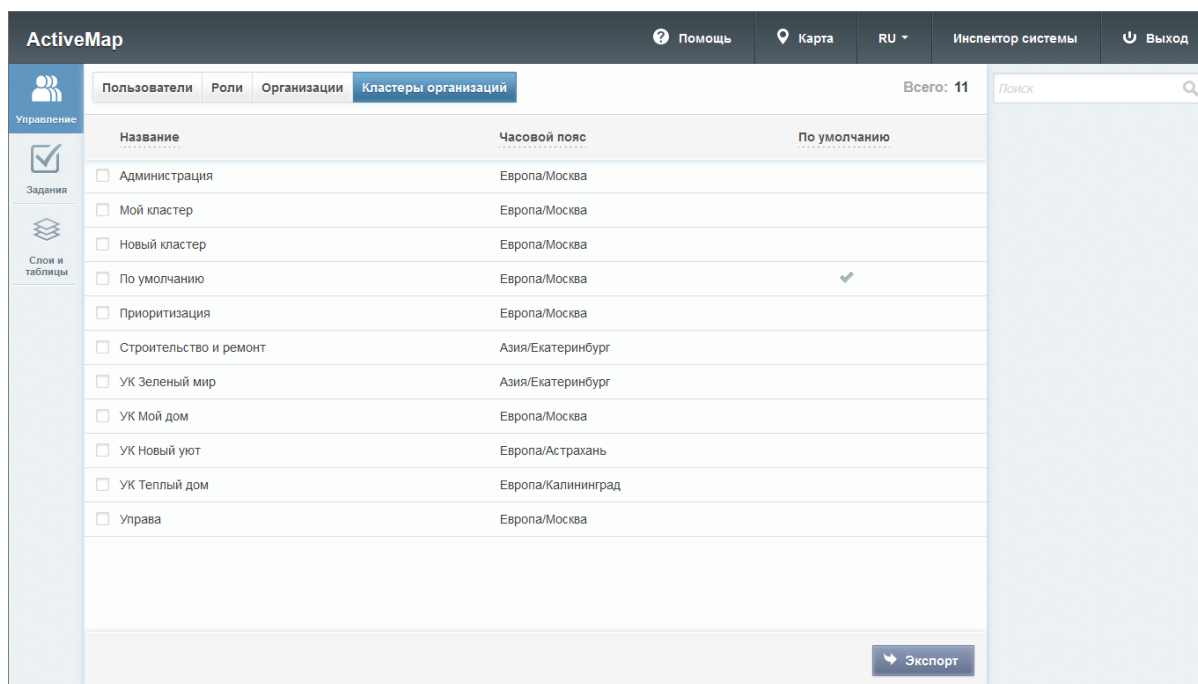 ActiveMap
Помощь
Карта
RU
Инспектор системы
Выход
Управление
Задания
Слои и
таблицы
Пользователи Роли Организации Кластеры организаций
Всего: 11
Поиск
Название Часовой пояс По умолчанию
Администрация Европа/Москва
Мой кластер Европа/Москва
Новый кластер Европа/Москва
По умолчанию Европа/Москва
Приоритизация Европа/Москва
Строительство и ремонт Азия/Екатеринбург
УК Зеленый мир Азия/Екатеринбург
УК Мой дом Европа/Москва
УК Новый уют Европа/Астрахань
УК Теплый дом Европа/Калининград
Управа Европа/Москва
Экспорт